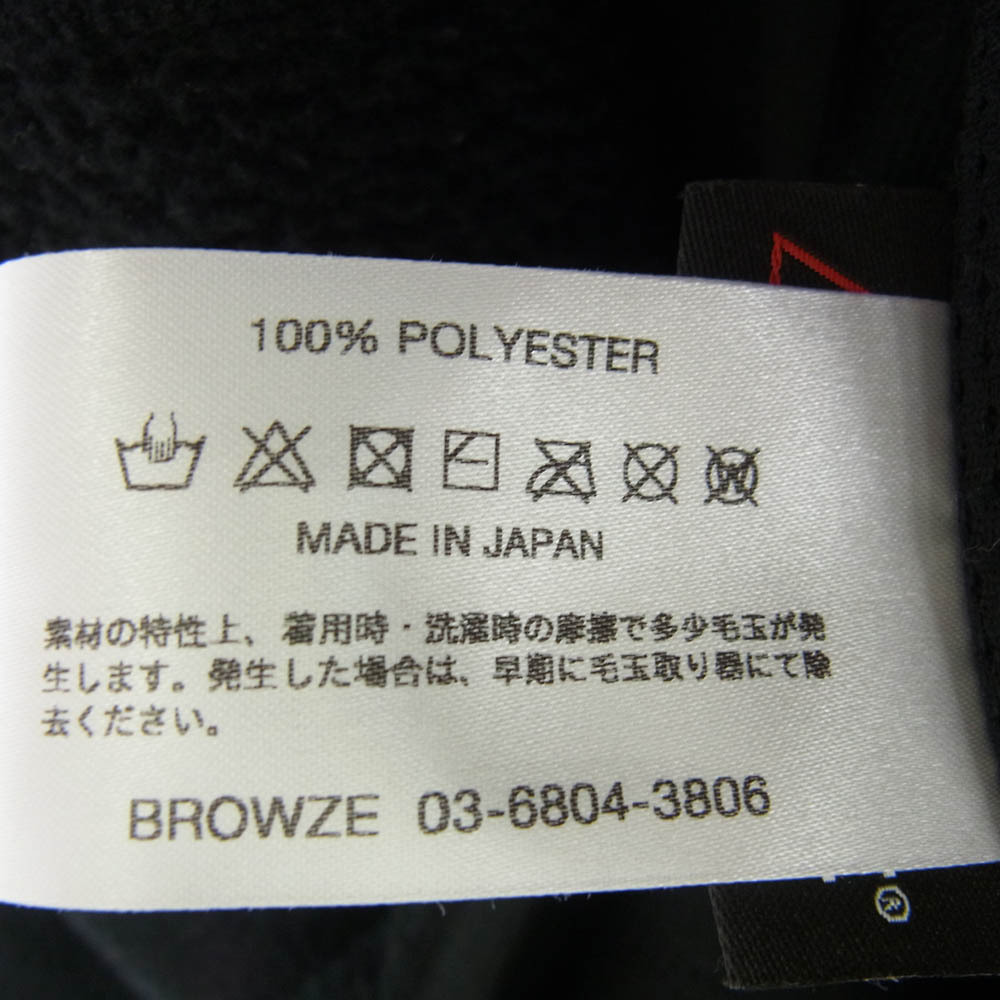 100% POLYESTER
W
MADE IN JAPAN
素材の特性上、着用時・洗濯時の摩擦で多少毛玉が発
生します。発生した場合は、早期に毛玉取り器にて除
去ください。
BROWZE 03-6804-3806
®